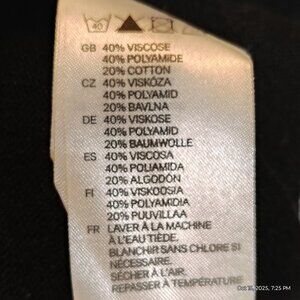 40
GB 40% VISCOSE
40% POLYAMIDE
20% COTTON
CZ 40% VISKÓZA
40% POLYAMID
20% BAVLNA
DE 40% VISKOSE
40% POLYAMID
20% BAUMWOLLE
ES 40% VISCOSA
40% POLIAMIDA
20% ALGODÓN
FI 40% VISKOOSIA
40% POLYAMIDIA
20% PUUVILLAA
FR LAVER À LA MACHINE
À L'EAU TIÈDE.
BLANCHIR SANS CHLORE SI
NÉCESSAIRE.
SÉCHER À L'AIR.
REPASSER À TEMPÉRATURE
2025, 7:25 PM